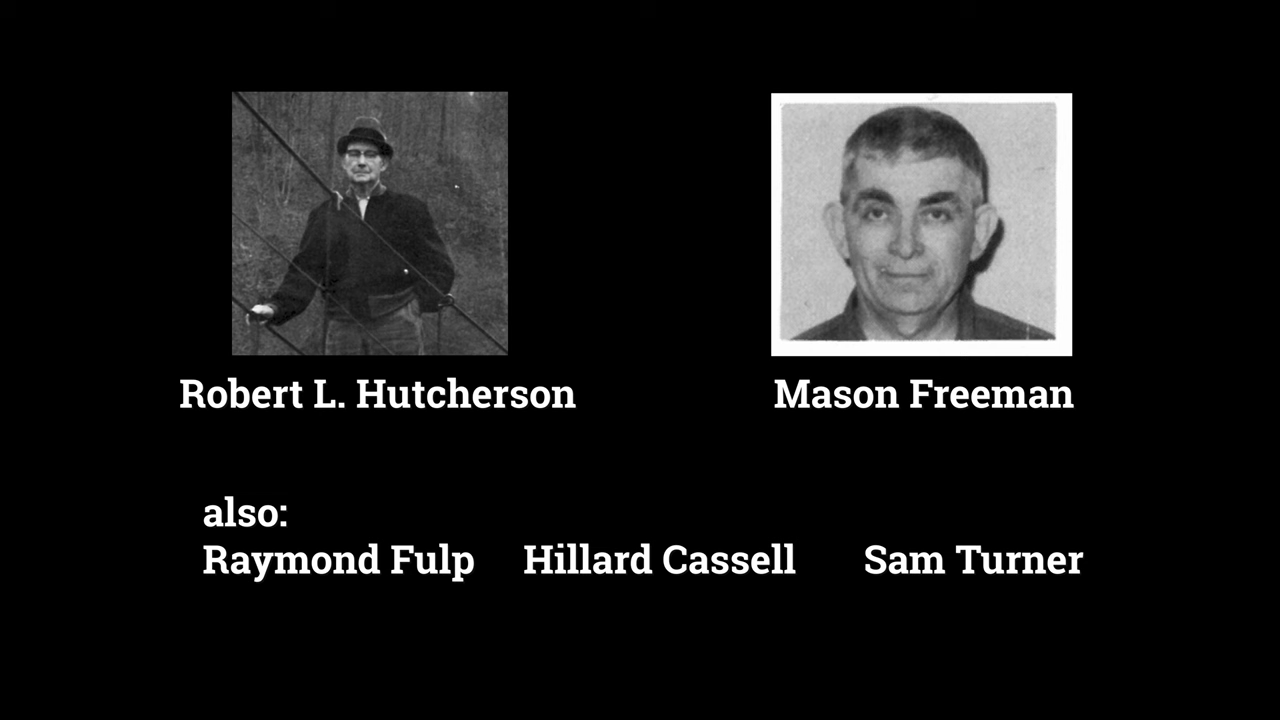 Robert L. Hutcherson
Mason Freeman
also:
Raymond Fulp Hillard Cassell Sam Turner